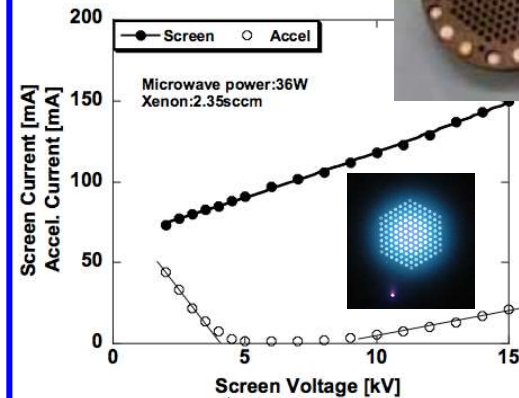 200
Screen Accel
Microwave power:36W
Xenon:2.35sccm
150
100
50
0
Screen Current [mA]
Accel. Current [mA]
0 5 10 15
Screen Voltage [kV]